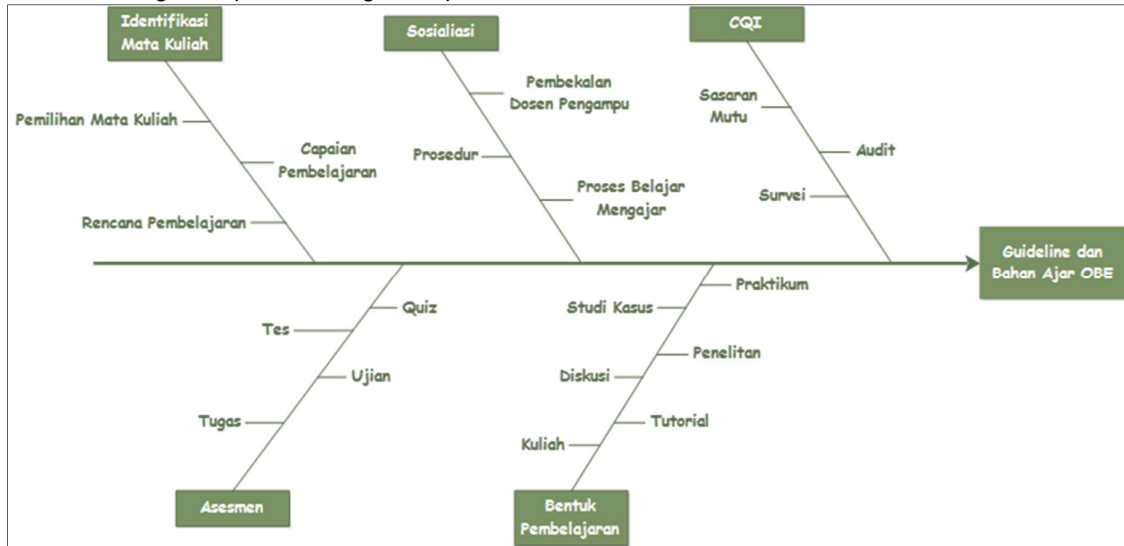 Identifikasi
Mata Kuliah
Pemilihan Mata Kuliah
Capaian
Pembelajaran
Rencana Pembelajaran
Sosialiasi
Pembekalan
Dosen Pengampu
Prosedur
Proses Belajar
Mengajar
CQI
Sasaran
Mutu
Audit
Survei
Guideline dan
Bahan Ajar OBE
Quiz
Tes
Ujian
Tugas
Asesmen
Praktikum
Studi Kasus
Penelitan
Diskusi
Tutorial
Kuliah
Bentuk
Pembelajaran